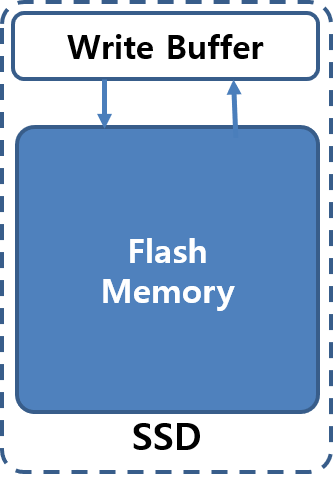 Write Buffer
Flash
Memory
SSD